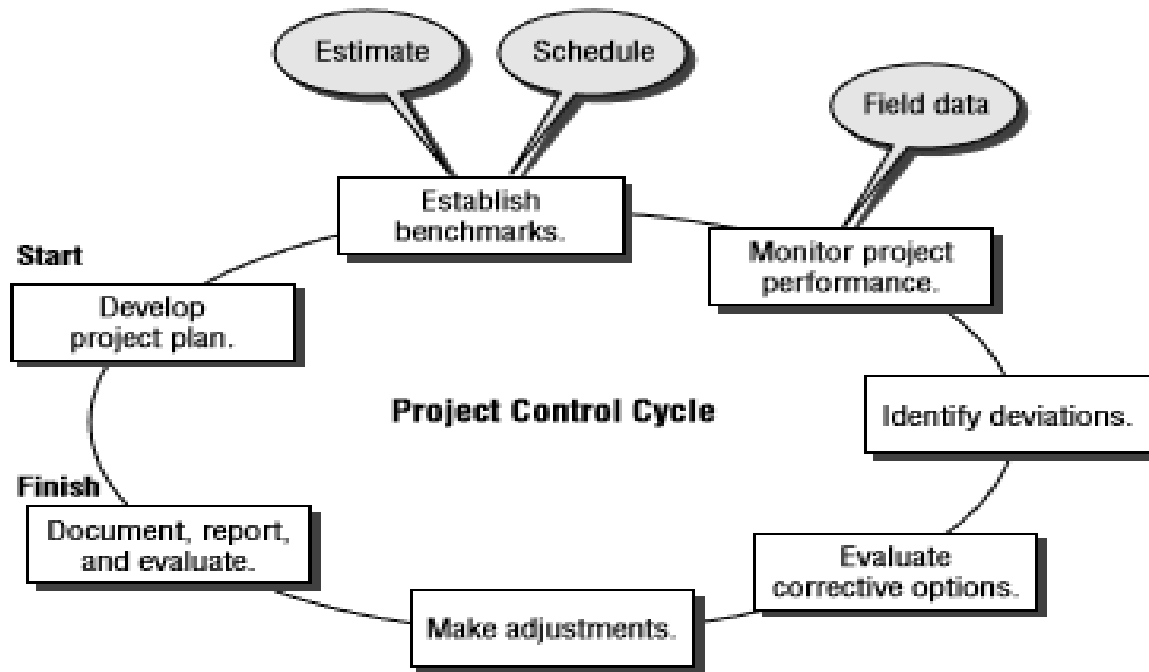 Estimate
Schedule
Field data
Establish
benchmarks.
Monitor project
performance.
Start
Develop
project plan.
Identify deviations.
Project Control Cycle
Finish
Document, report,
and evaluate.
Evaluate
corrective options.
Make adjustments.